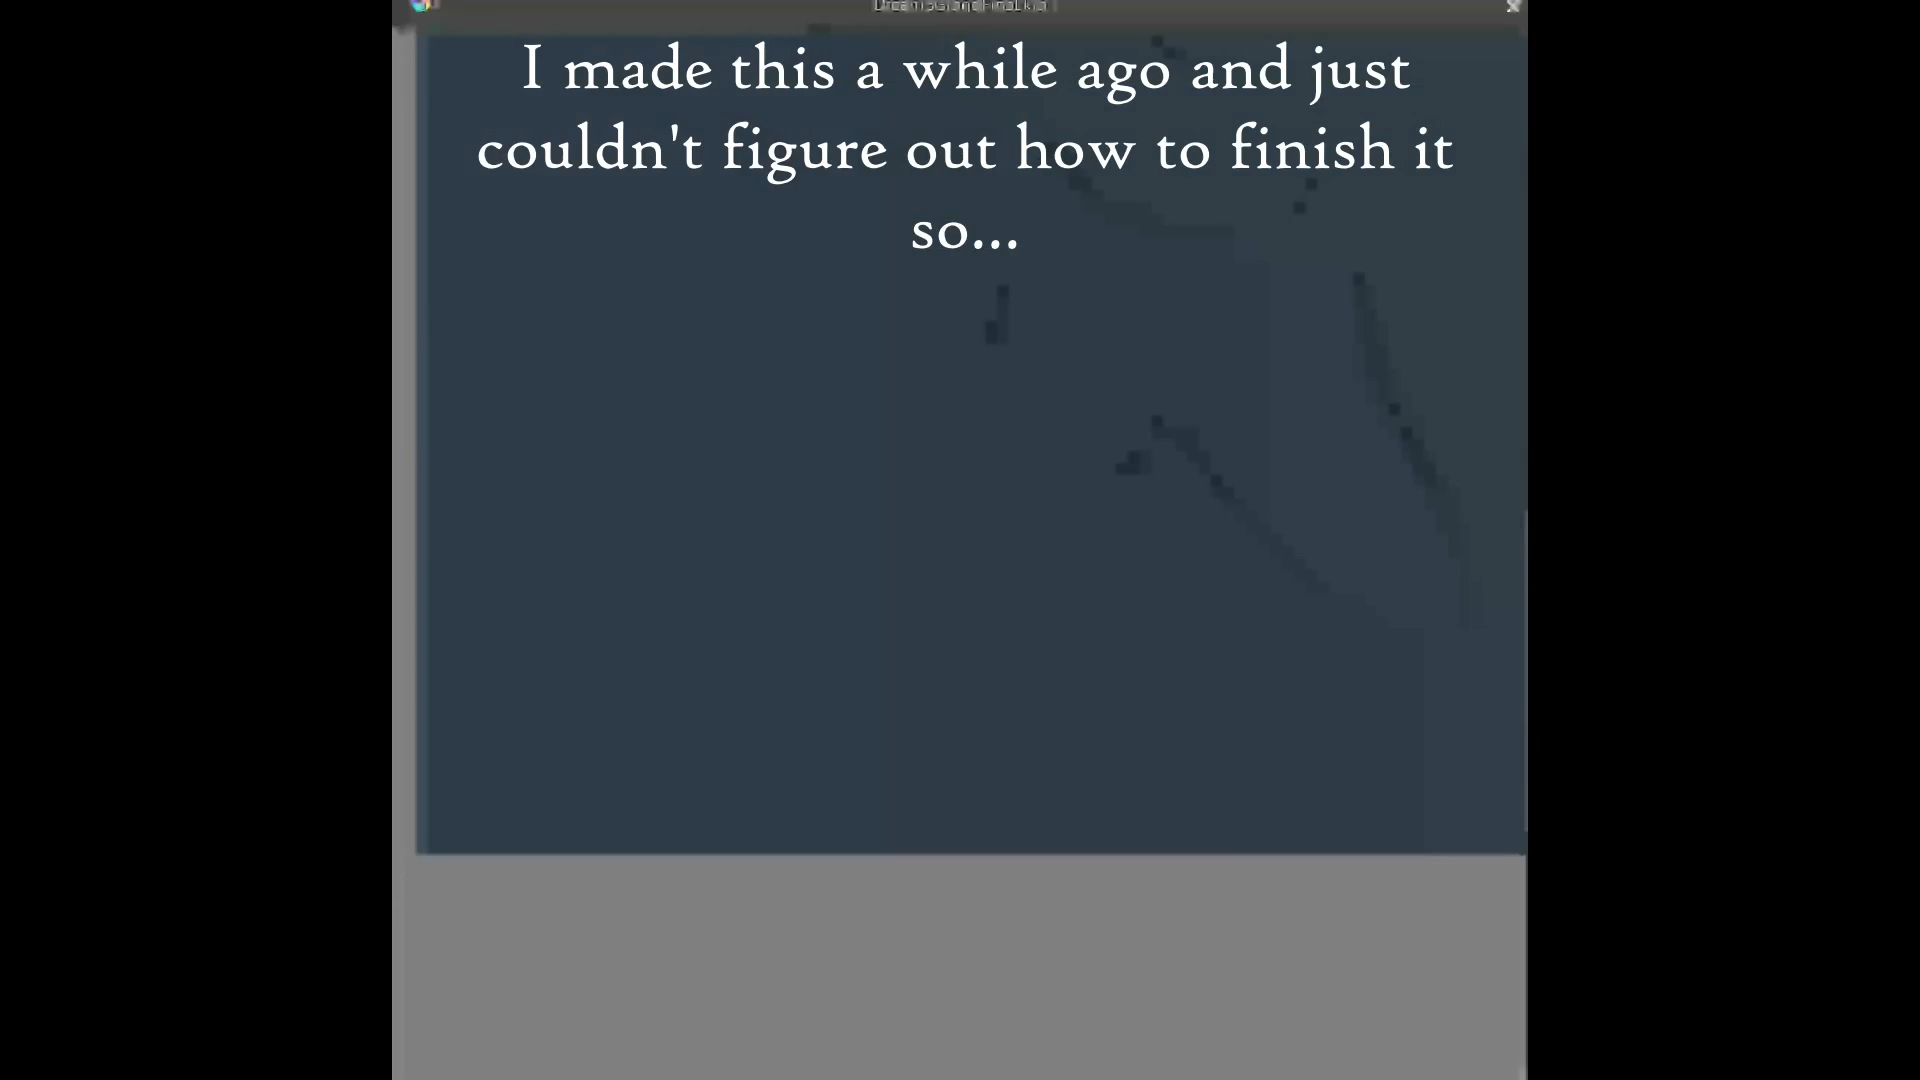 I made this a while ago and just
couldn't figure out how to finish it
so...